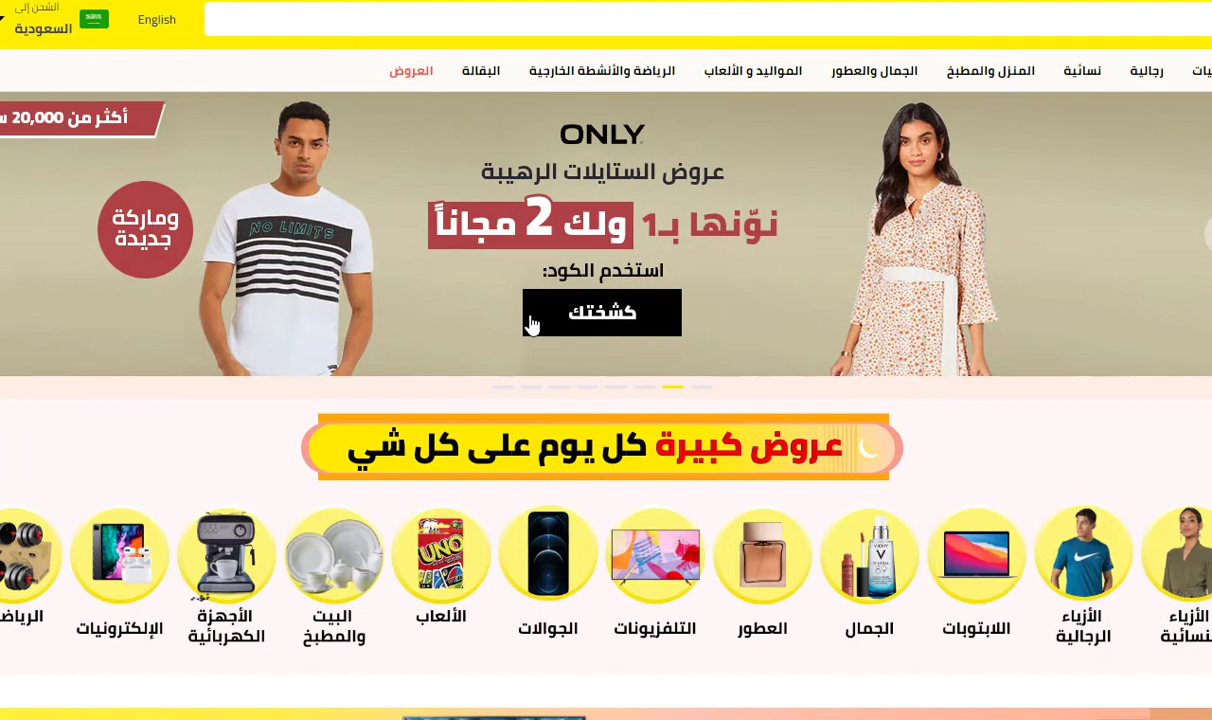 الشحن إلى
السعودية
English
رجالية
نسائية
المنزل والمطبخ
الجمال والعطور
المواليد و الألعاب
الرياضة والأنشطة الخارجية
البقالة
العروض
أكثر من 20,000
وماركة
جديدة
NO LIMITS
ONLY
عروض الستايلات الرهيبة
نوّنها بـ1 ولك 2 مجاناً
استخدم الكود:
كشختك
عروض كبيرة كل يوم على كل شي
UNO
VICHY
الأزياء
الأزياء
الرجالية
اللابتوبات
الجمال
العطور
التلفزيونات
الجوالات
الألعاب
البيت
والمطبخ
الأجهزة
الكهربائية
الإلكترونيات